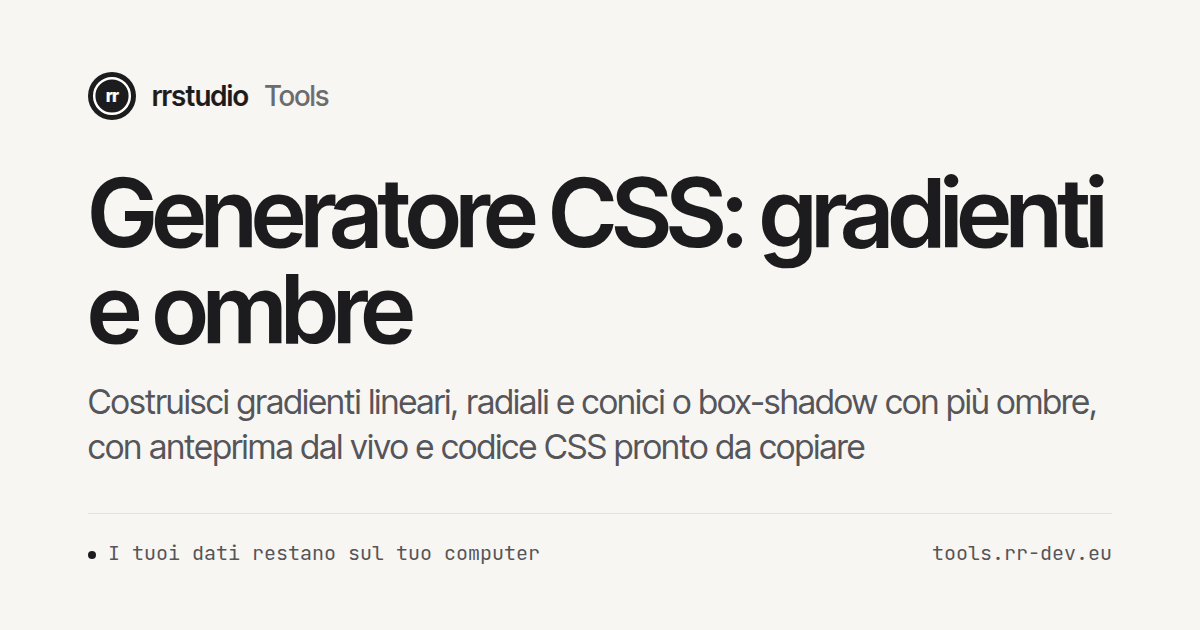 rr rrstudio Tools
Generatore CSS: gradienti
e ombre
Costruisci gradienti lineari, radiali e conici o box-shadow con più ombre,
con anteprima dal vivo e codice CSS pronto da copiare
I tuoi dati restano sul tuo computer
tools.rr-dev.eu